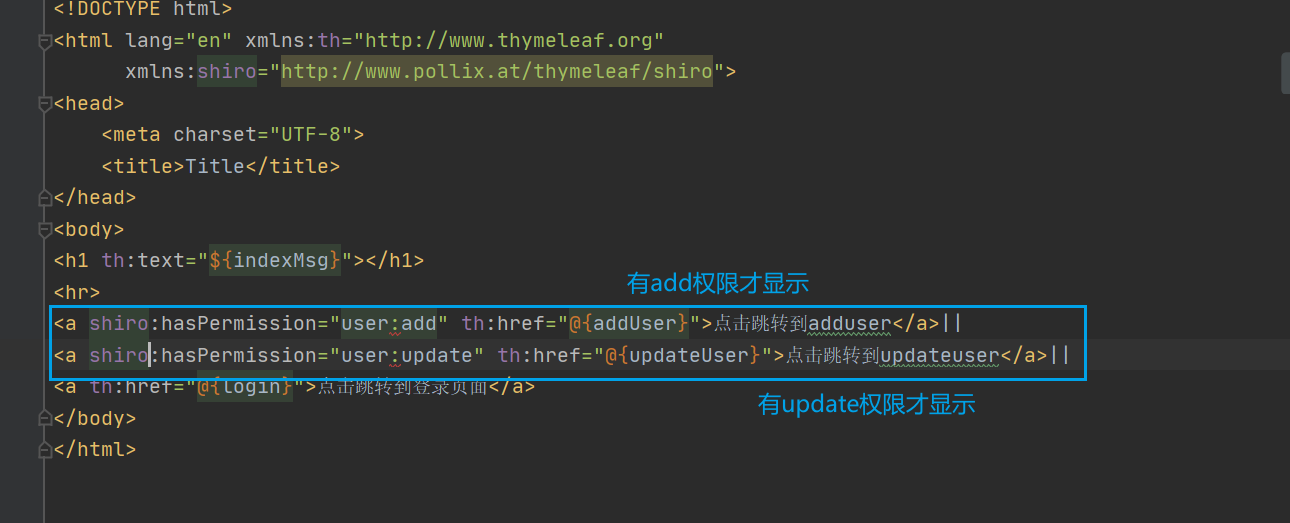 <!DOCTYPE html>
<html lang="en" xmlns:th="http://www.thymeleaf.org"
      xmlns:shiro="http://www.pollix.at/thymeleaf/shiro">
<head>
    <meta charset="UTF-8">
    <title>Title</title>
</head>
<body>
<h1 th:text="${indexMsg}"></h1>
有add权限才显示
<hr>
<a shiro:hasPermission="user:add" th:href="@{addUser}">点击跳转到adduser</a>||
<a shiro:hasPermission="user:update" th:href="@{updateUser}">点击跳转到updateuser</a>||
<a th:href="@{login}">点击跳转到登录页面</a>
有update权限才显示
</body>
</html>